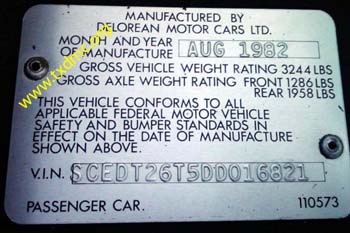 MANUFACTURED BY
DELOREAN MOTOR CARS LTD.
MONTH AND YEAR
OF MANUFACTURE AUG 1982
GROSS VEHICLE WEIGHT RATING 3244 LBS
GROSS AXLE WEIGHT RATING FRONT 1286 LBS
REAR 1958 LBS
THIS VEHICLE CONFORMS TO ALL
APPLICABLE FEDERAL MOTOR VEHICLE
SAFETY AND BUMPER STANDARDS IN
EFFECT ON THE DATE OF MANUFACTURE
SHOWN ABOVE.
V.I.N. SCEDT26T5DD016821
PASSENGER CAR. 110573